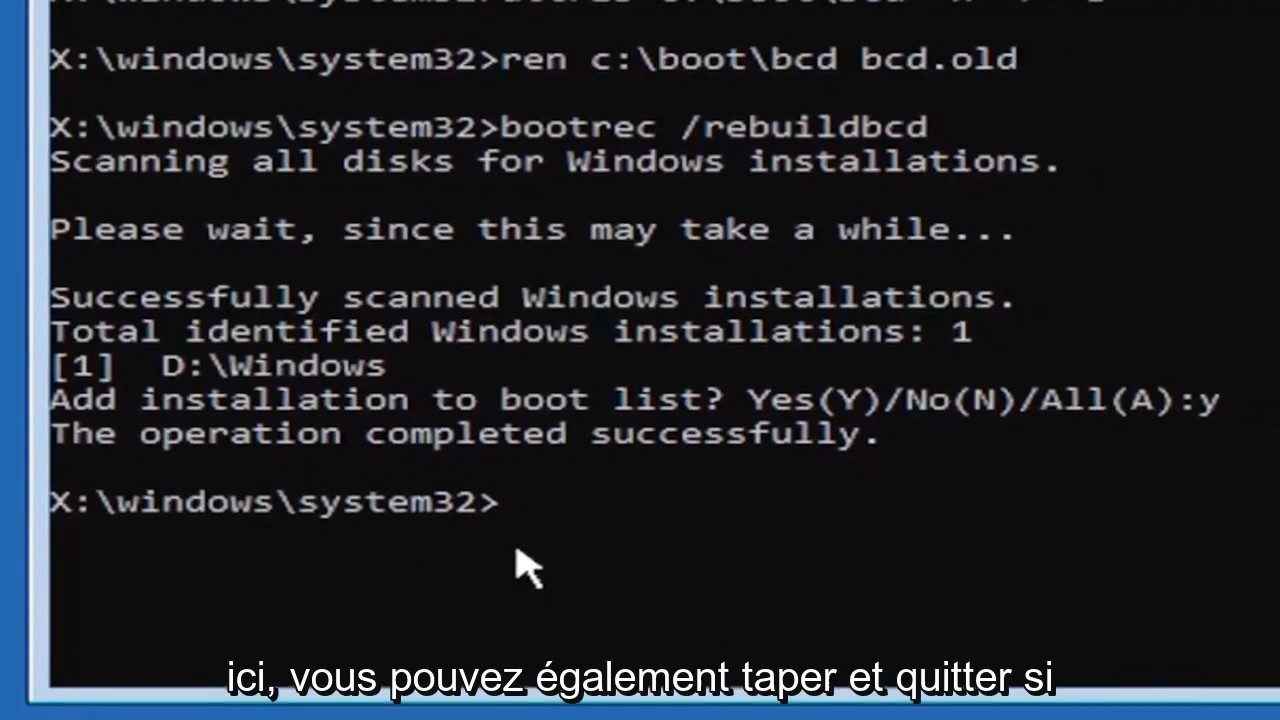 X:\windows\system32>ren c:\boot\bcd bcd.old
X:\windows\system32>bootrec /rebuildbcd
Scanning all disks for Windows installations.
Please wait, since this may take a while...
Successfully scanned Windows installations.
Total identified Windows installations: 1
[1]  D:\Windows
Add installation to boot list? Yes(Y)/No(N)/All(A):y
The operation completed successfully.
X:\windows\system32>
ici, vous pouvez également taper et quitter si